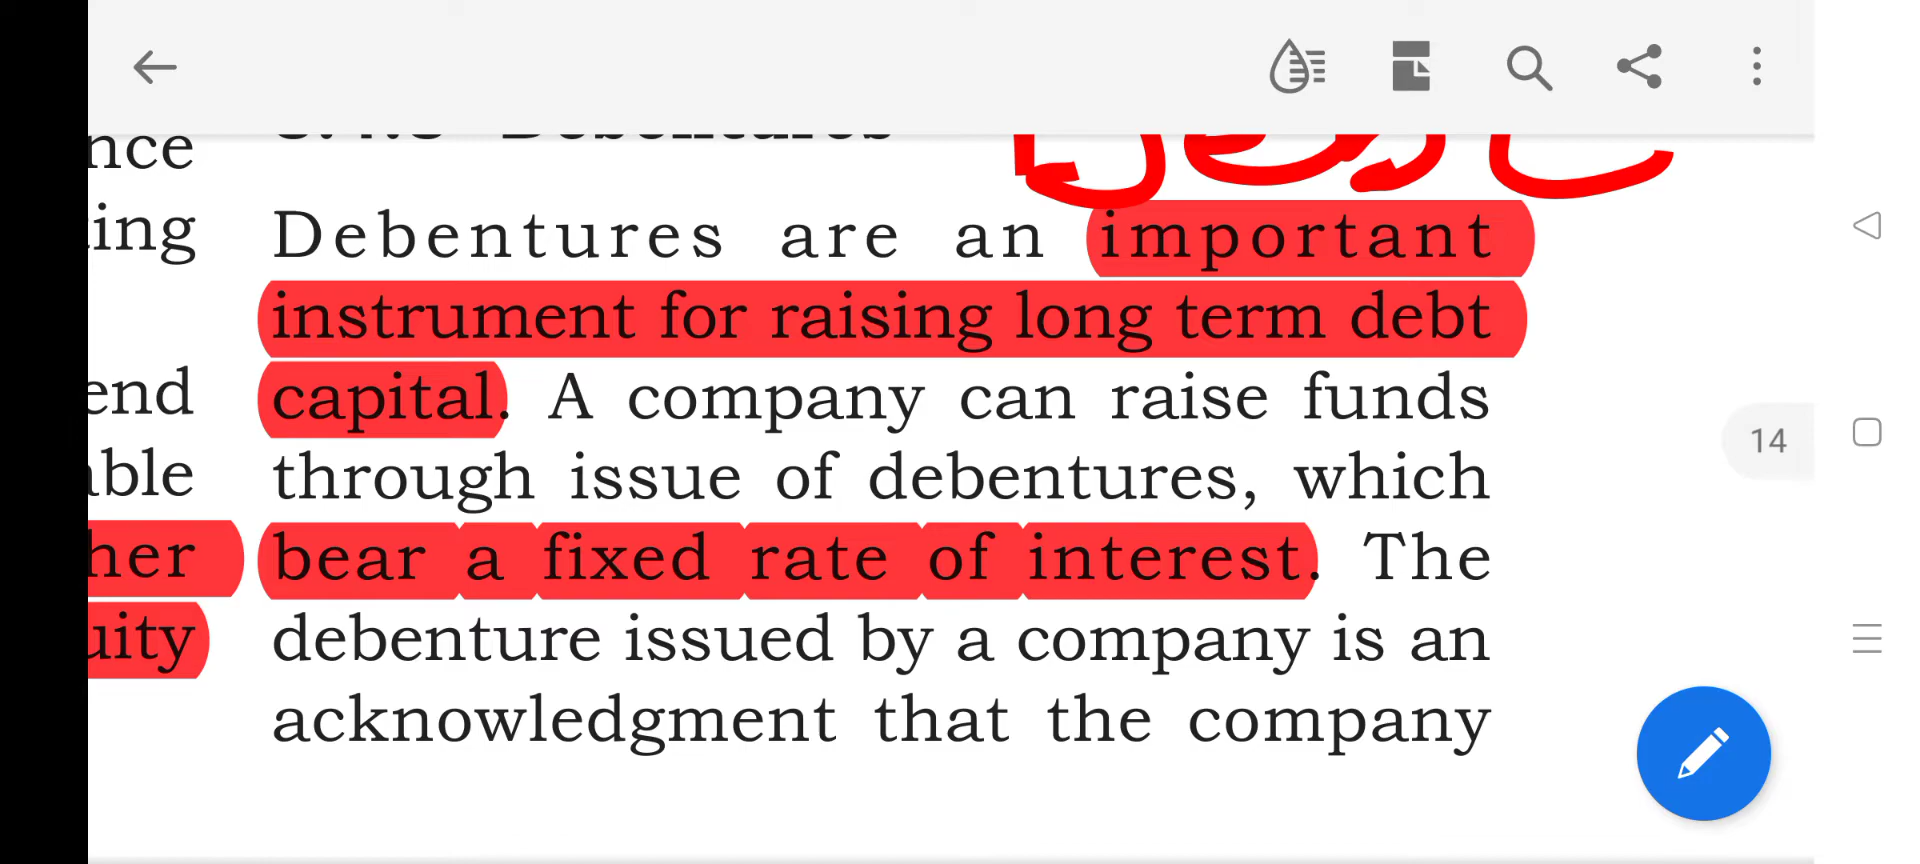 nce
ing
end
able
her
uity
Debentures
Debentures are an important
instrument for raising long term debt
capital. A company can raise funds
through issue of debentures, which
bear a fixed rate of interest. The
debenture issued by a company is an
acknowledgment that the company
14